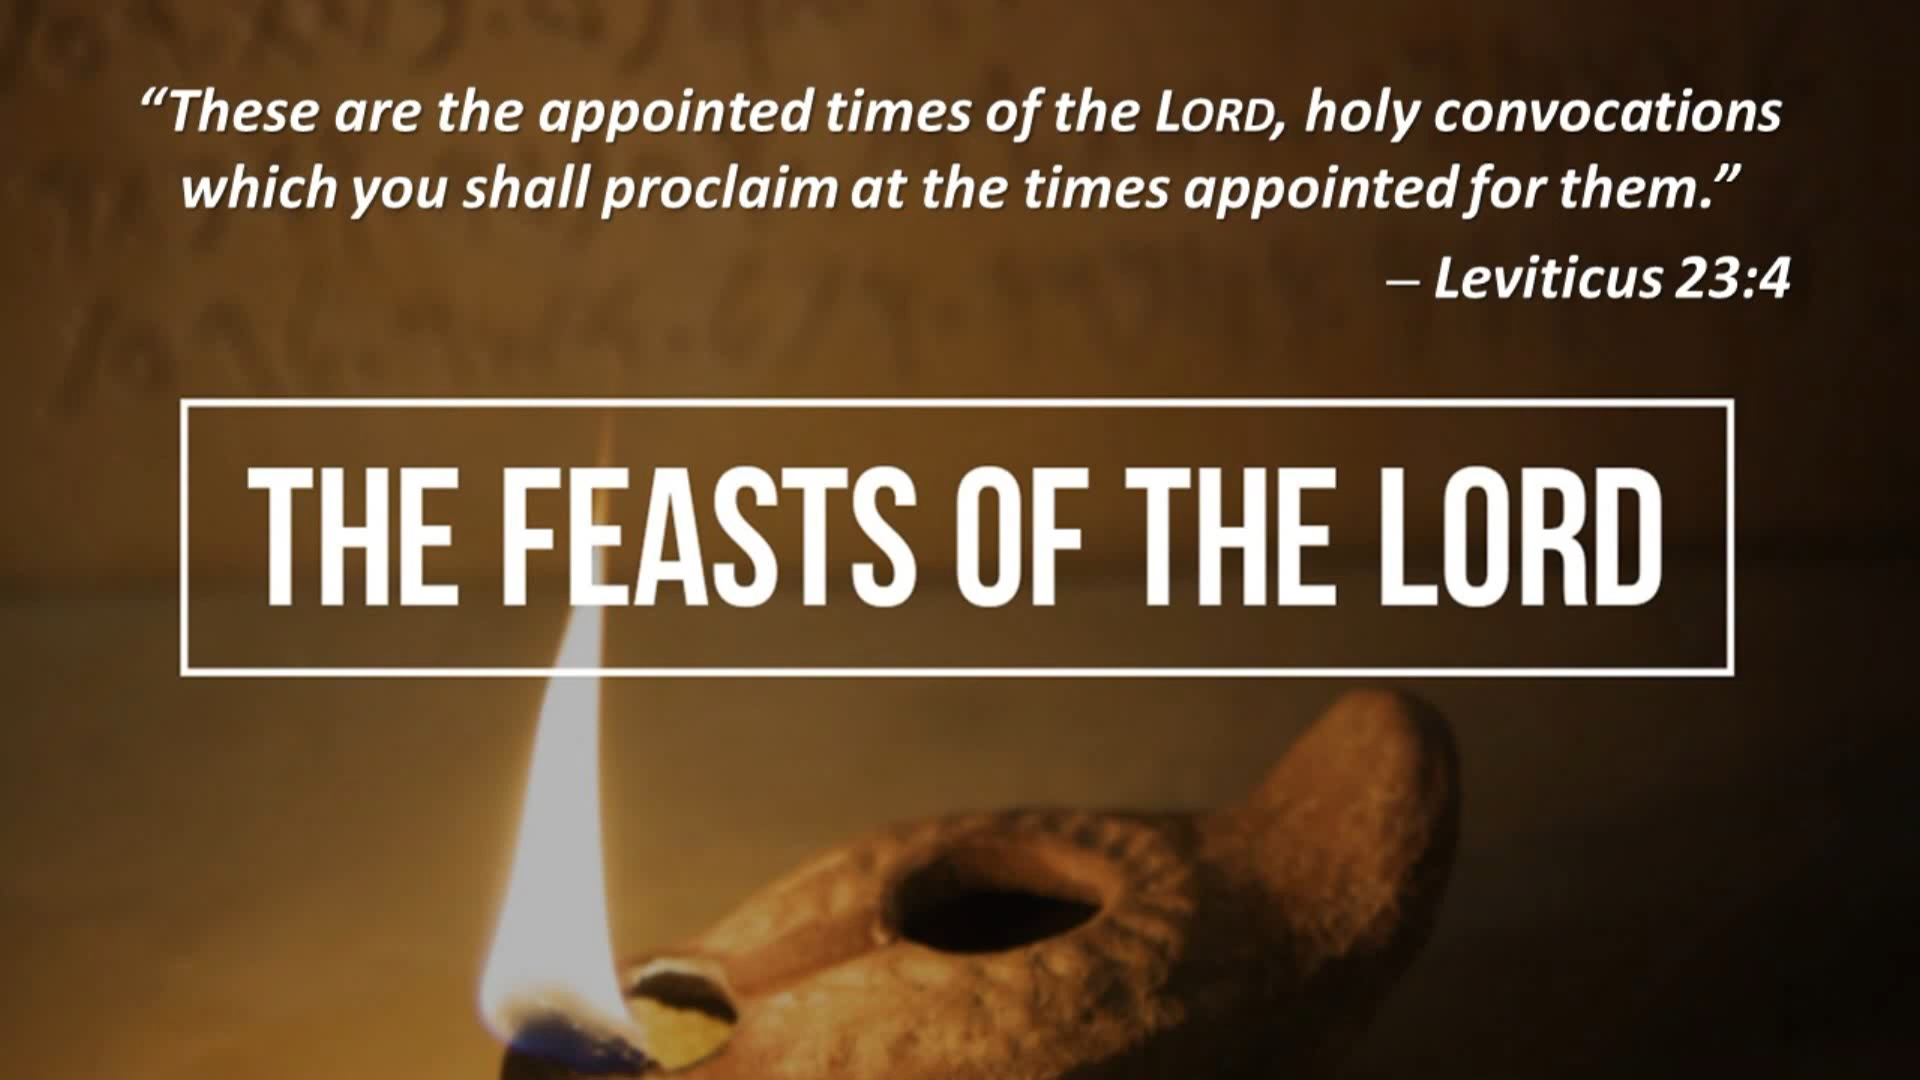 “These are the appointed times of the LORD, holy convocations
which you shall proclaim at the times appointed for them.”
– Leviticus 23:4
THE FEASTS OF THE LORD